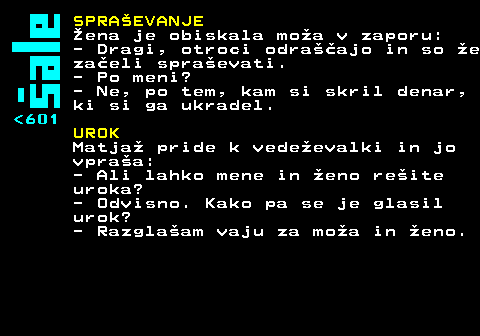 šale
<601
SPRAŠEVANJE
Žena je obiskala moža v zaporu:
- Dragi, otroci odraščajo in so že
začeli spraševati.
- Po meni?
- Ne, po tem, kam si skril denar,
ki si ga ukradel.
UROK
Matjaž pride k vedeževalki in jo
vpraša:
- Ali lahko mene in ženo rešite
uroka?
- Odvisno. Kako pa se je glasil
urok?
- Razglašam vaju za moža in ženo.